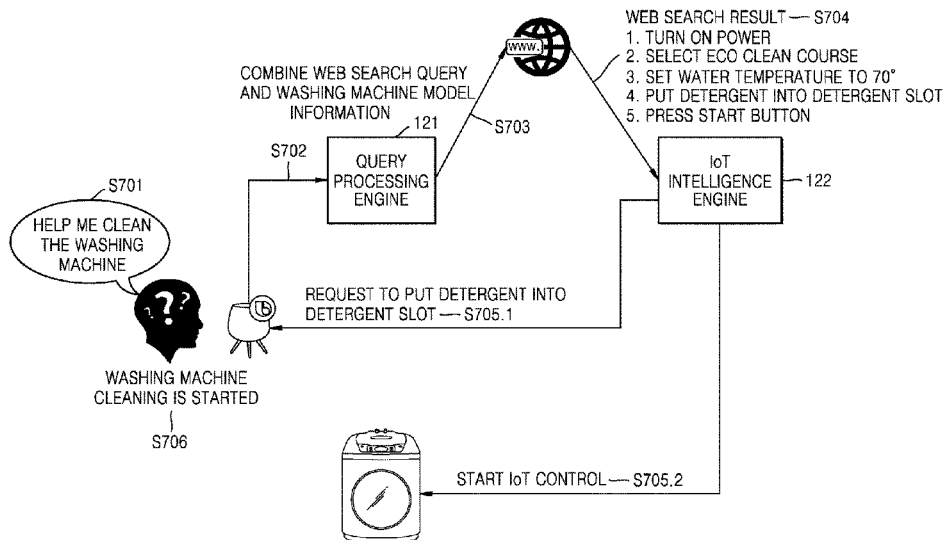 WEB SEARCH RESULT — S704
1. TURN ON POWER
2. SELECT ECO CLEAN COURSE
3. SET WATER TEMPERATURE TO 70°
4. PUT DETERGENT INTO DETERGENT SLOT
5. PRESS START BUTTON
www.
COMBINE WEB SEARCH QUERY
AND WASHING MACHINE MODEL
INFORMATION
S703
121
S702
QUERY
PROCESSING
ENGINE
IoT
INTELLIGENCE
ENGINE
122
S701
HELP ME CLEAN
THE WASHING
MACHINE
???
REQUEST TO PUT DETERGENT INTO
DETERGENT SLOT — S705.1
WASHING MACHINE
CLEANING IS STARTED
S706
START IoT CONTROL — S705.2